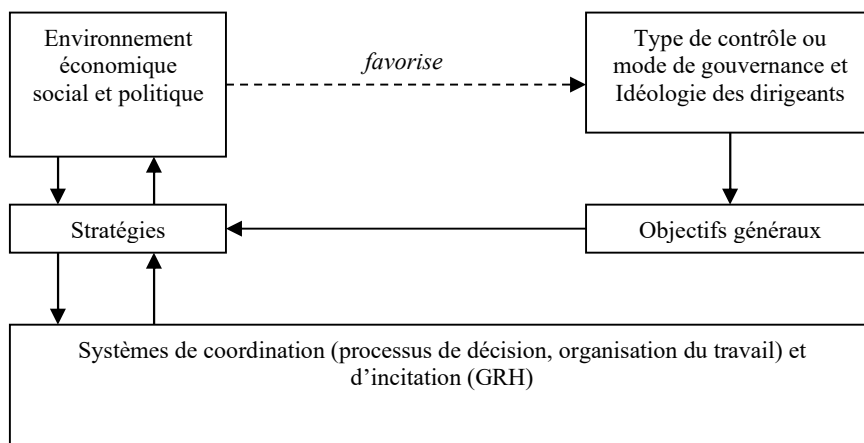 Environnement
économique
social et politique
favorise
Type de contrôle ou
mode de gouvernance et
Idéologie des dirigeants
Stratégies
Objectifs généraux
Systèmes de coordination (processus de décision, organisation du travail) et
d’incitation (GRH)